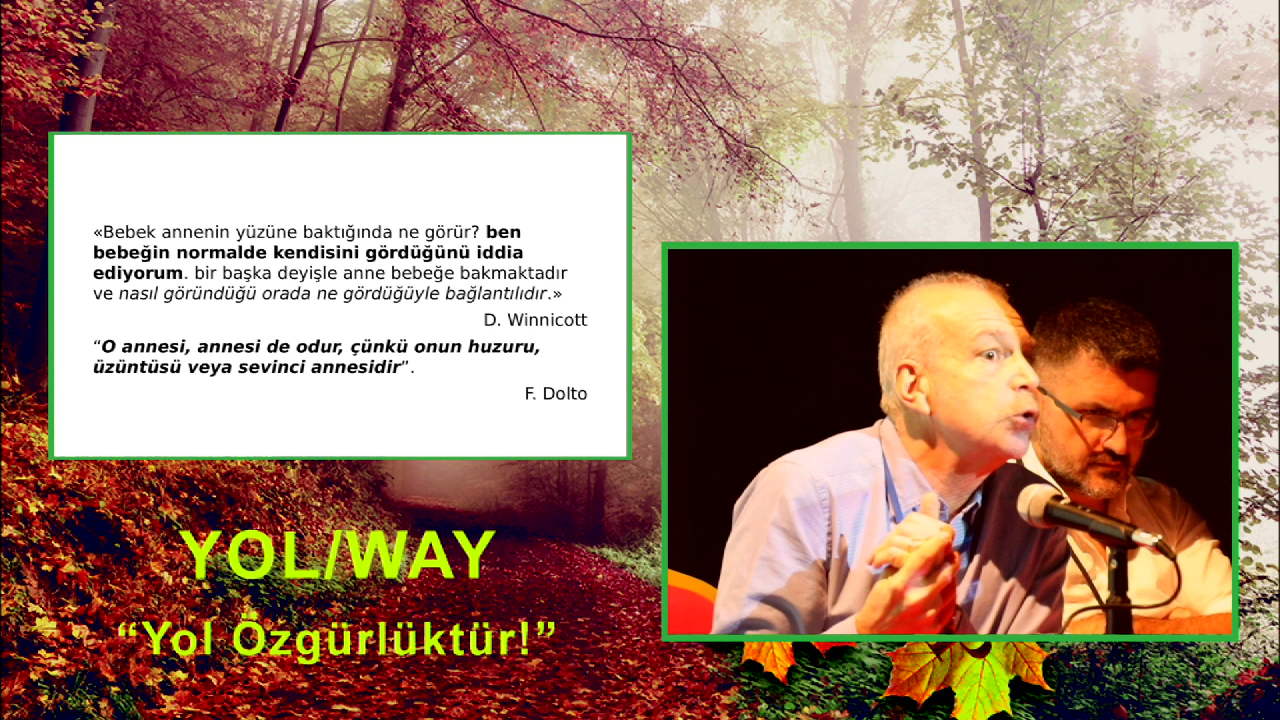 «Bebek annenin yüzüne baktığında ne görür? ben
bebeğin normalde kendisini gördüğünü iddia
ediyorum. bir başka deyişle anne bebeğe bakmaktadır
ve nasıl göründüğü orada ne gördüğüyle bağlantılıdır.»
D. Winnicott
“O annesi, annesi de odur, çünkü onun huzuru,
üzüntüsü veya sevinci annesidir”.
F. Dolto
YOL/WAY
“Yol Özgürlüktür!”